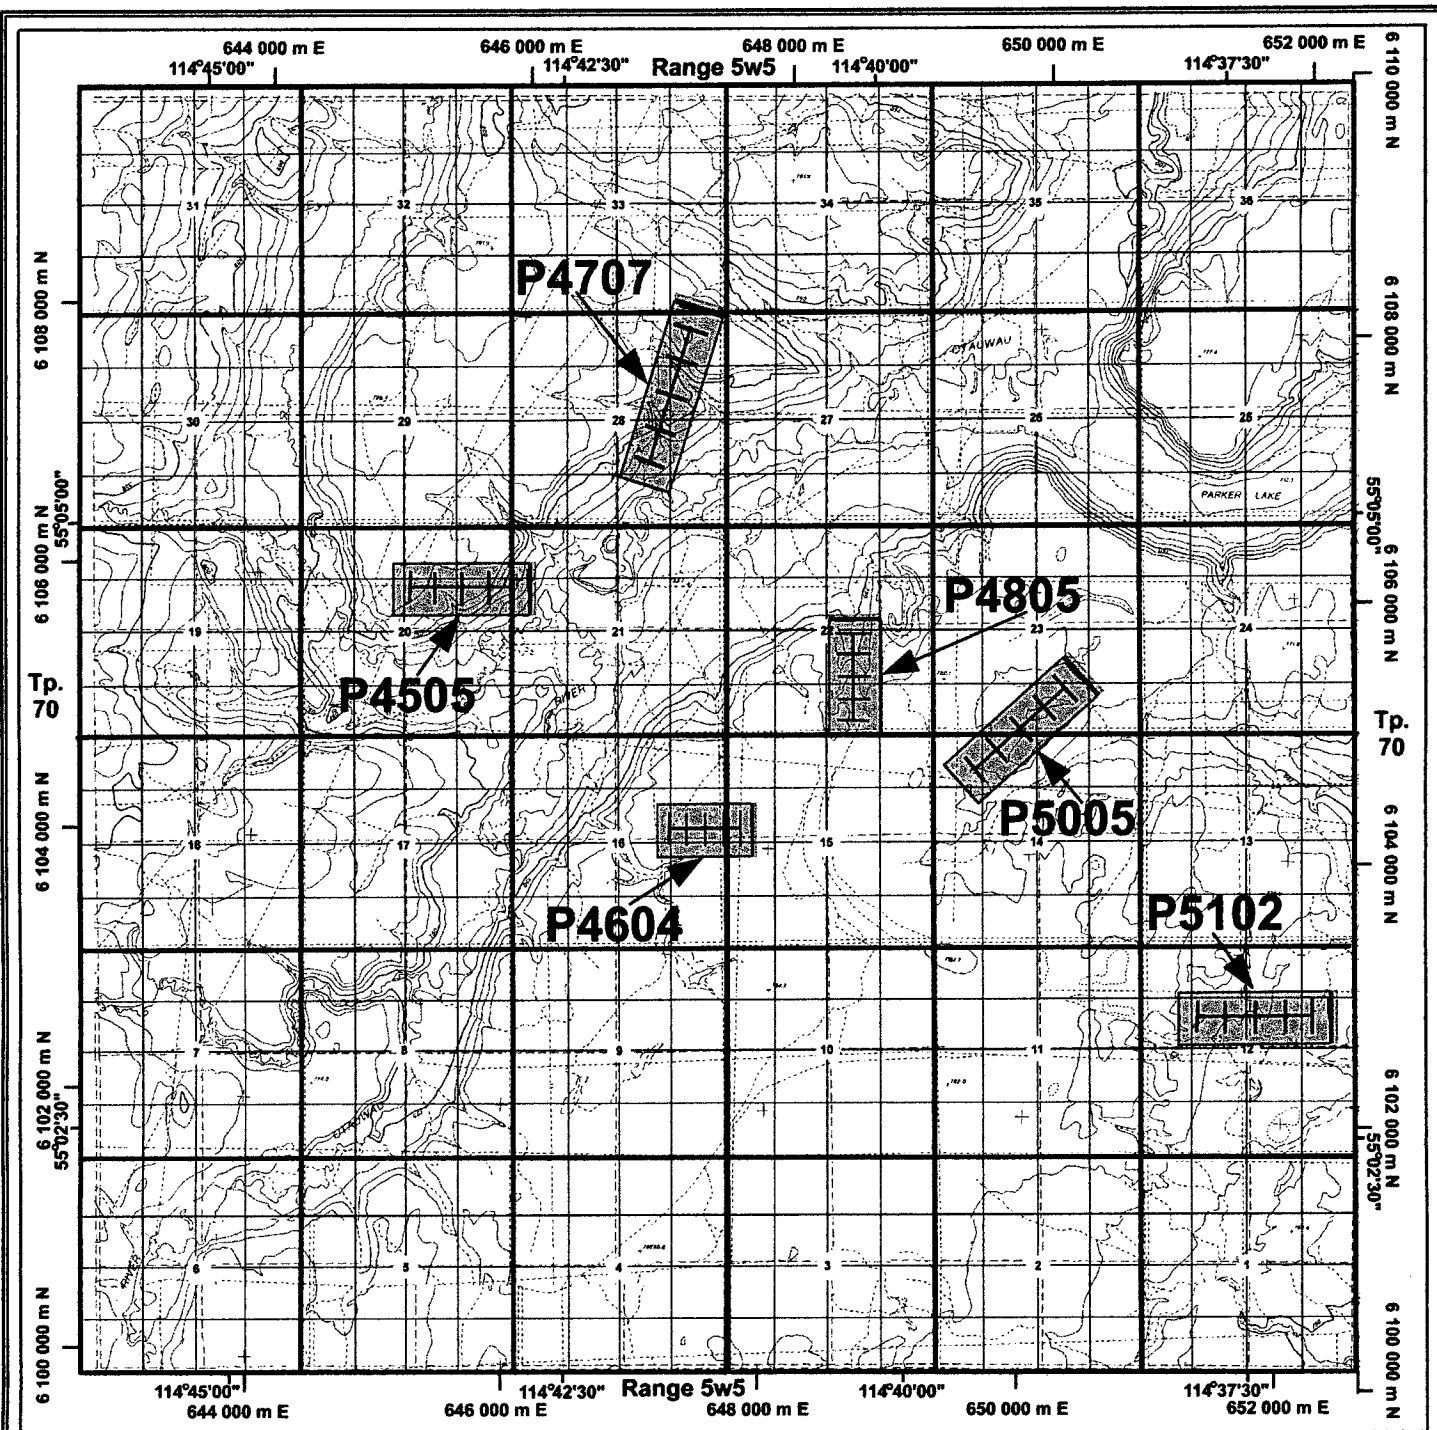 644 000 m E 646 000 m E 648 000 m E 650 000 m E 652 000 m E
114°45'00" 114°42'30" Range 5w5 114°40'00" 114°37'30"
6 110 000 m N
31 32 33 34 35 36
6 108 000 m N
P4707
6 108 000 m N
30 29 28 27 26 25
PARKER LAKE
55°05'00"
55°05'00"
6 106 000 m N
6 106 000 m N
P4805
19 20 21 22 23 24
P4505
RIVER
Tp.
70
Tp.
70
6 104 000 m N
P5005
18 17 16 15 14 13
6 104 000 m N
P4604
P5102
7 8 9 10 11 12
6 102 000 m N
55°02'30"
6 102 000 m N
55°02'30"
6 5 4 3 2 1
RIVER
6 100 000 m N
6 100 000 m N
114°45'00" 114°42'30" Range 5w5 114°40'00" 114°37'30"
644 000 m E 646 000 m E 648 000 m E 650 000 m E 652 000 m E